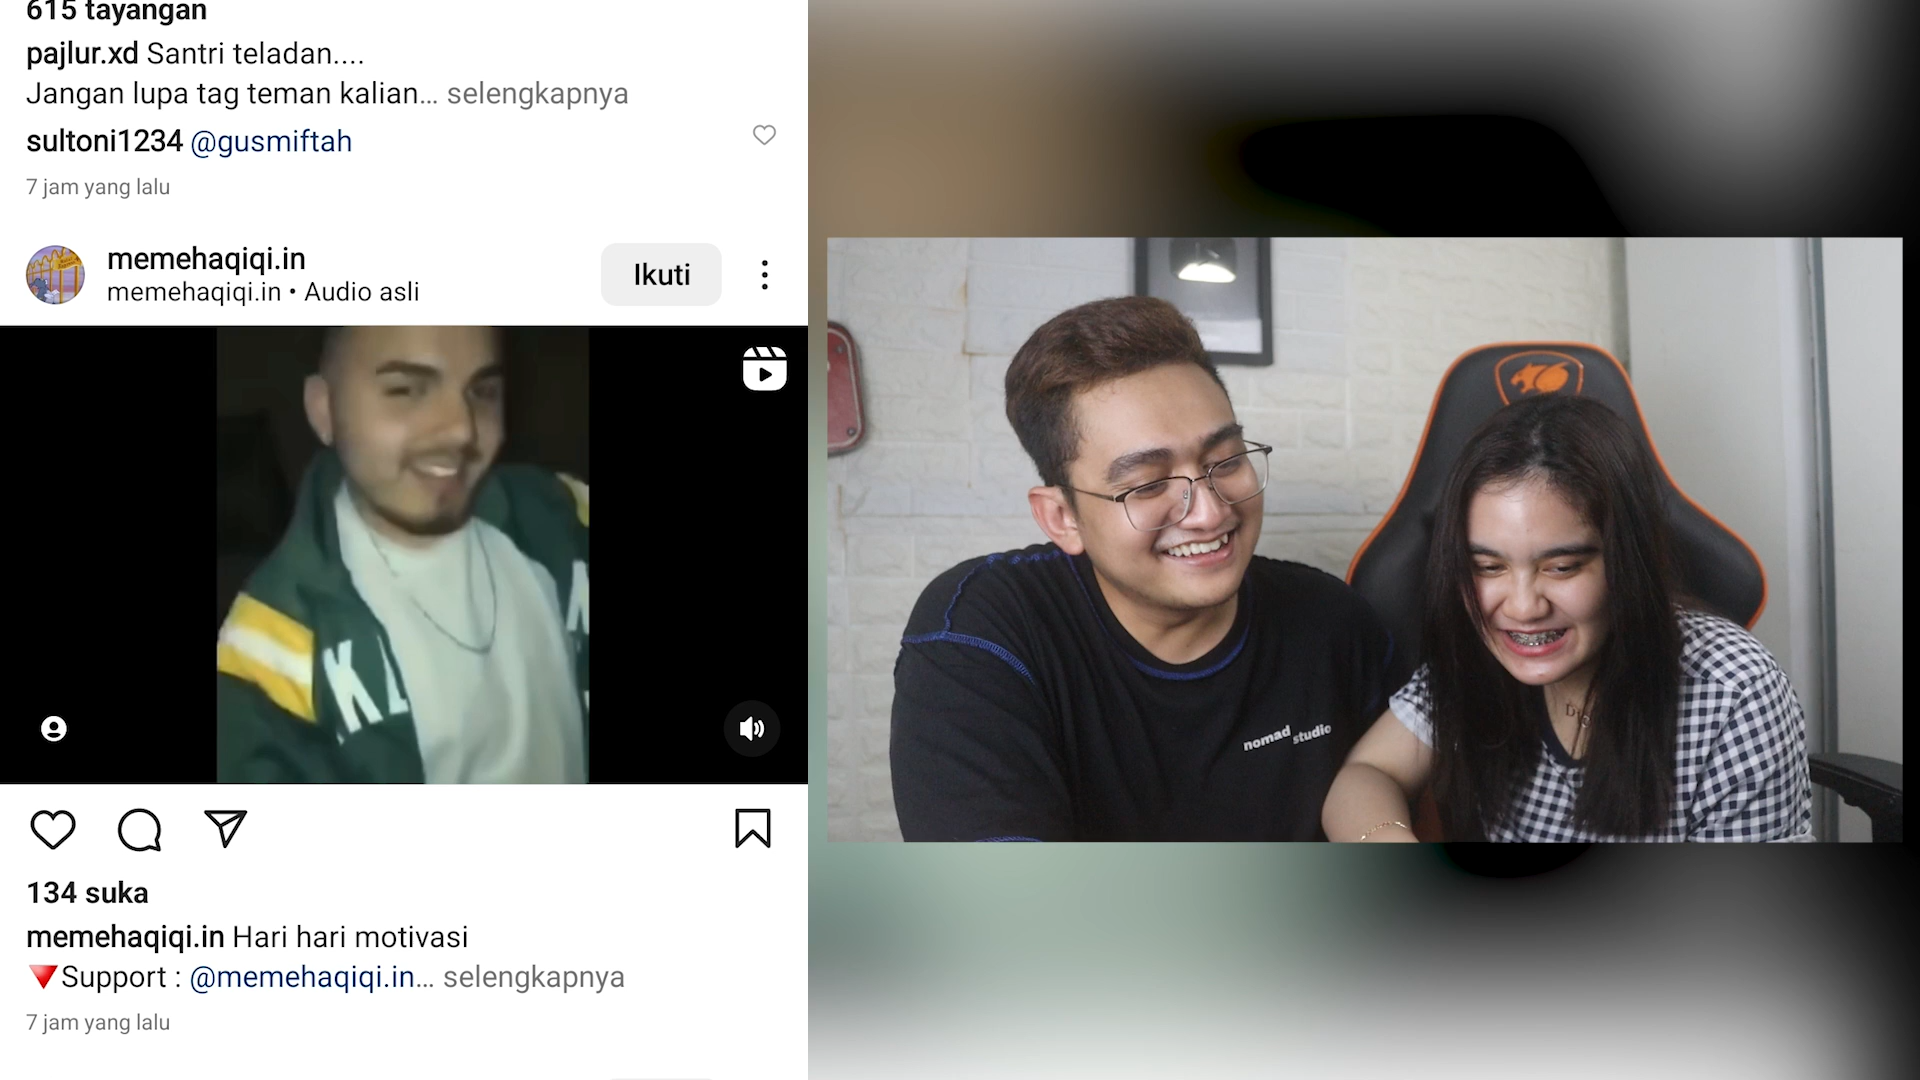 615 tayangan
pajlur.xd Santri teladan....
Jangan lupa tag teman kalian... selengkapnya
sultoni1234 @gusmiftah
7 jam yang lalu
memehaqiqi.in
memehaqiqi.in • Audio asli
Ikuti
134 suka
memehaqiqi.in Hari hari motivasi
🔻Support : @memehaqiqi.in... selengkapnya
7 jam yang lalu
nomad studio